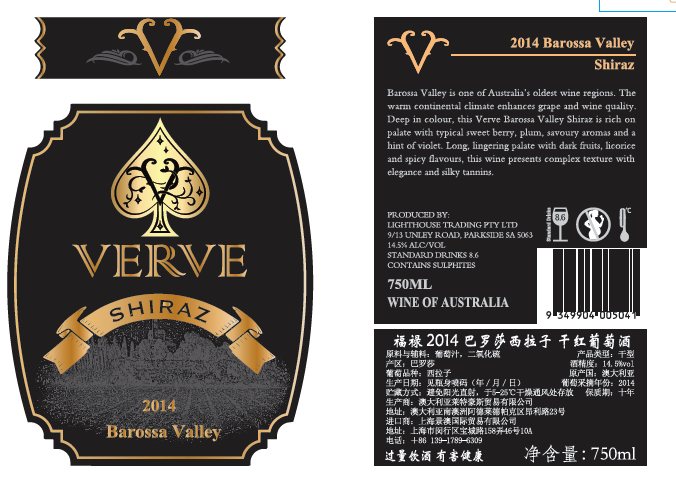 VERVE
SHIRAZ
2014
Barossa Valley
2014 Barossa Valley
Shiraz
Barossa Valley is one of Australia's oldest wine regions. The
warm continental climate enhances grape and wine quality.
Deep in colour, this Verve Barossa Valley Shiraz is rich on
palate with typical sweet berry, plum, savoury aromas and a
hint of violet. Long, lingering palate with dark fruits, licorice
and spicy flavours, this wine presents complex texture with
elegance and silky tannins.
PRODUCED BY:
LIGHTHOUSE TRADING PTY LTD
9/13 UNLEY ROAD, PARKSIDE SA 5063
14.5% ALC/VOL
STANDARD DRINKS 8.6
CONTAINS SULPHITES
750ML
WINE OF AUSTRALIA
Standard Drinks
8.6
°C
9 349904 005041
福禄 2014 巴罗莎西拉子 干红葡萄酒
原料与辅料: 葡萄汁, 二氧化硫 产品类型: 干型
产区: 巴罗莎 酒精度: 14.5%vol
葡萄品种: 西拉子 原产国: 澳大利亚
生产日期: 见瓶身喷码 (年/月/日) 葡萄采摘年份: 2014
贮藏方式: 避免阳光直射, 于5-25℃干燥通风处存放 保质期: 十年
生产商: 澳大利亚莱特豪斯贸易有限公司
地址: 澳大利亚南澳洲阿德莱德帕克区昂利路23号
进口商: 上海景澳国际贸易有限公司
地址: 上海市闵行区宝城路158弄46号10A
电话: +86 139-1789-6309
过量饮酒 有害健康 净含量: 750ml